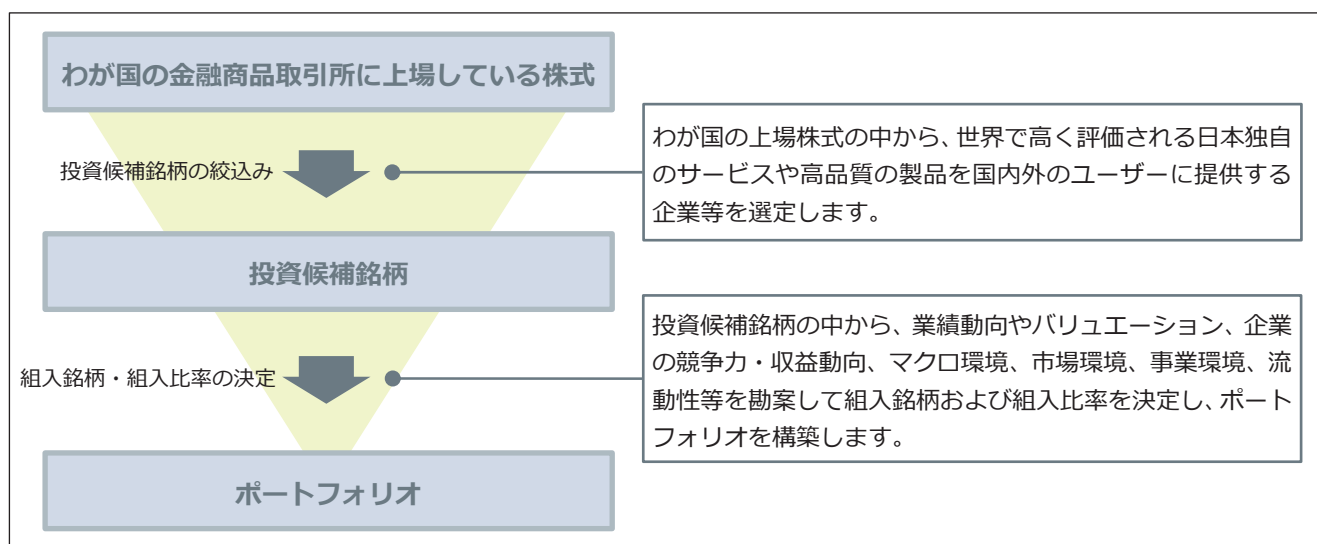 わが国の金融商品取引所に上場している株式
投資候補銘柄の絞込み
わが国の上場株式の中から、世界で高く評価される日本独自
のサービスや高品質の製品を国内外のユーザーに提供する
企業等を選定します。
投資候補銘柄
組入銘柄・組入比率の決定
投資候補銘柄の中から、業績動向やバリュエーション、企業
の競争力・収益動向、マクロ環境、市場環境、事業環境、流
動性等を勘案して組入銘柄および組入比率を決定し、ポート
フォリオを構築します。
ポートフォリオ